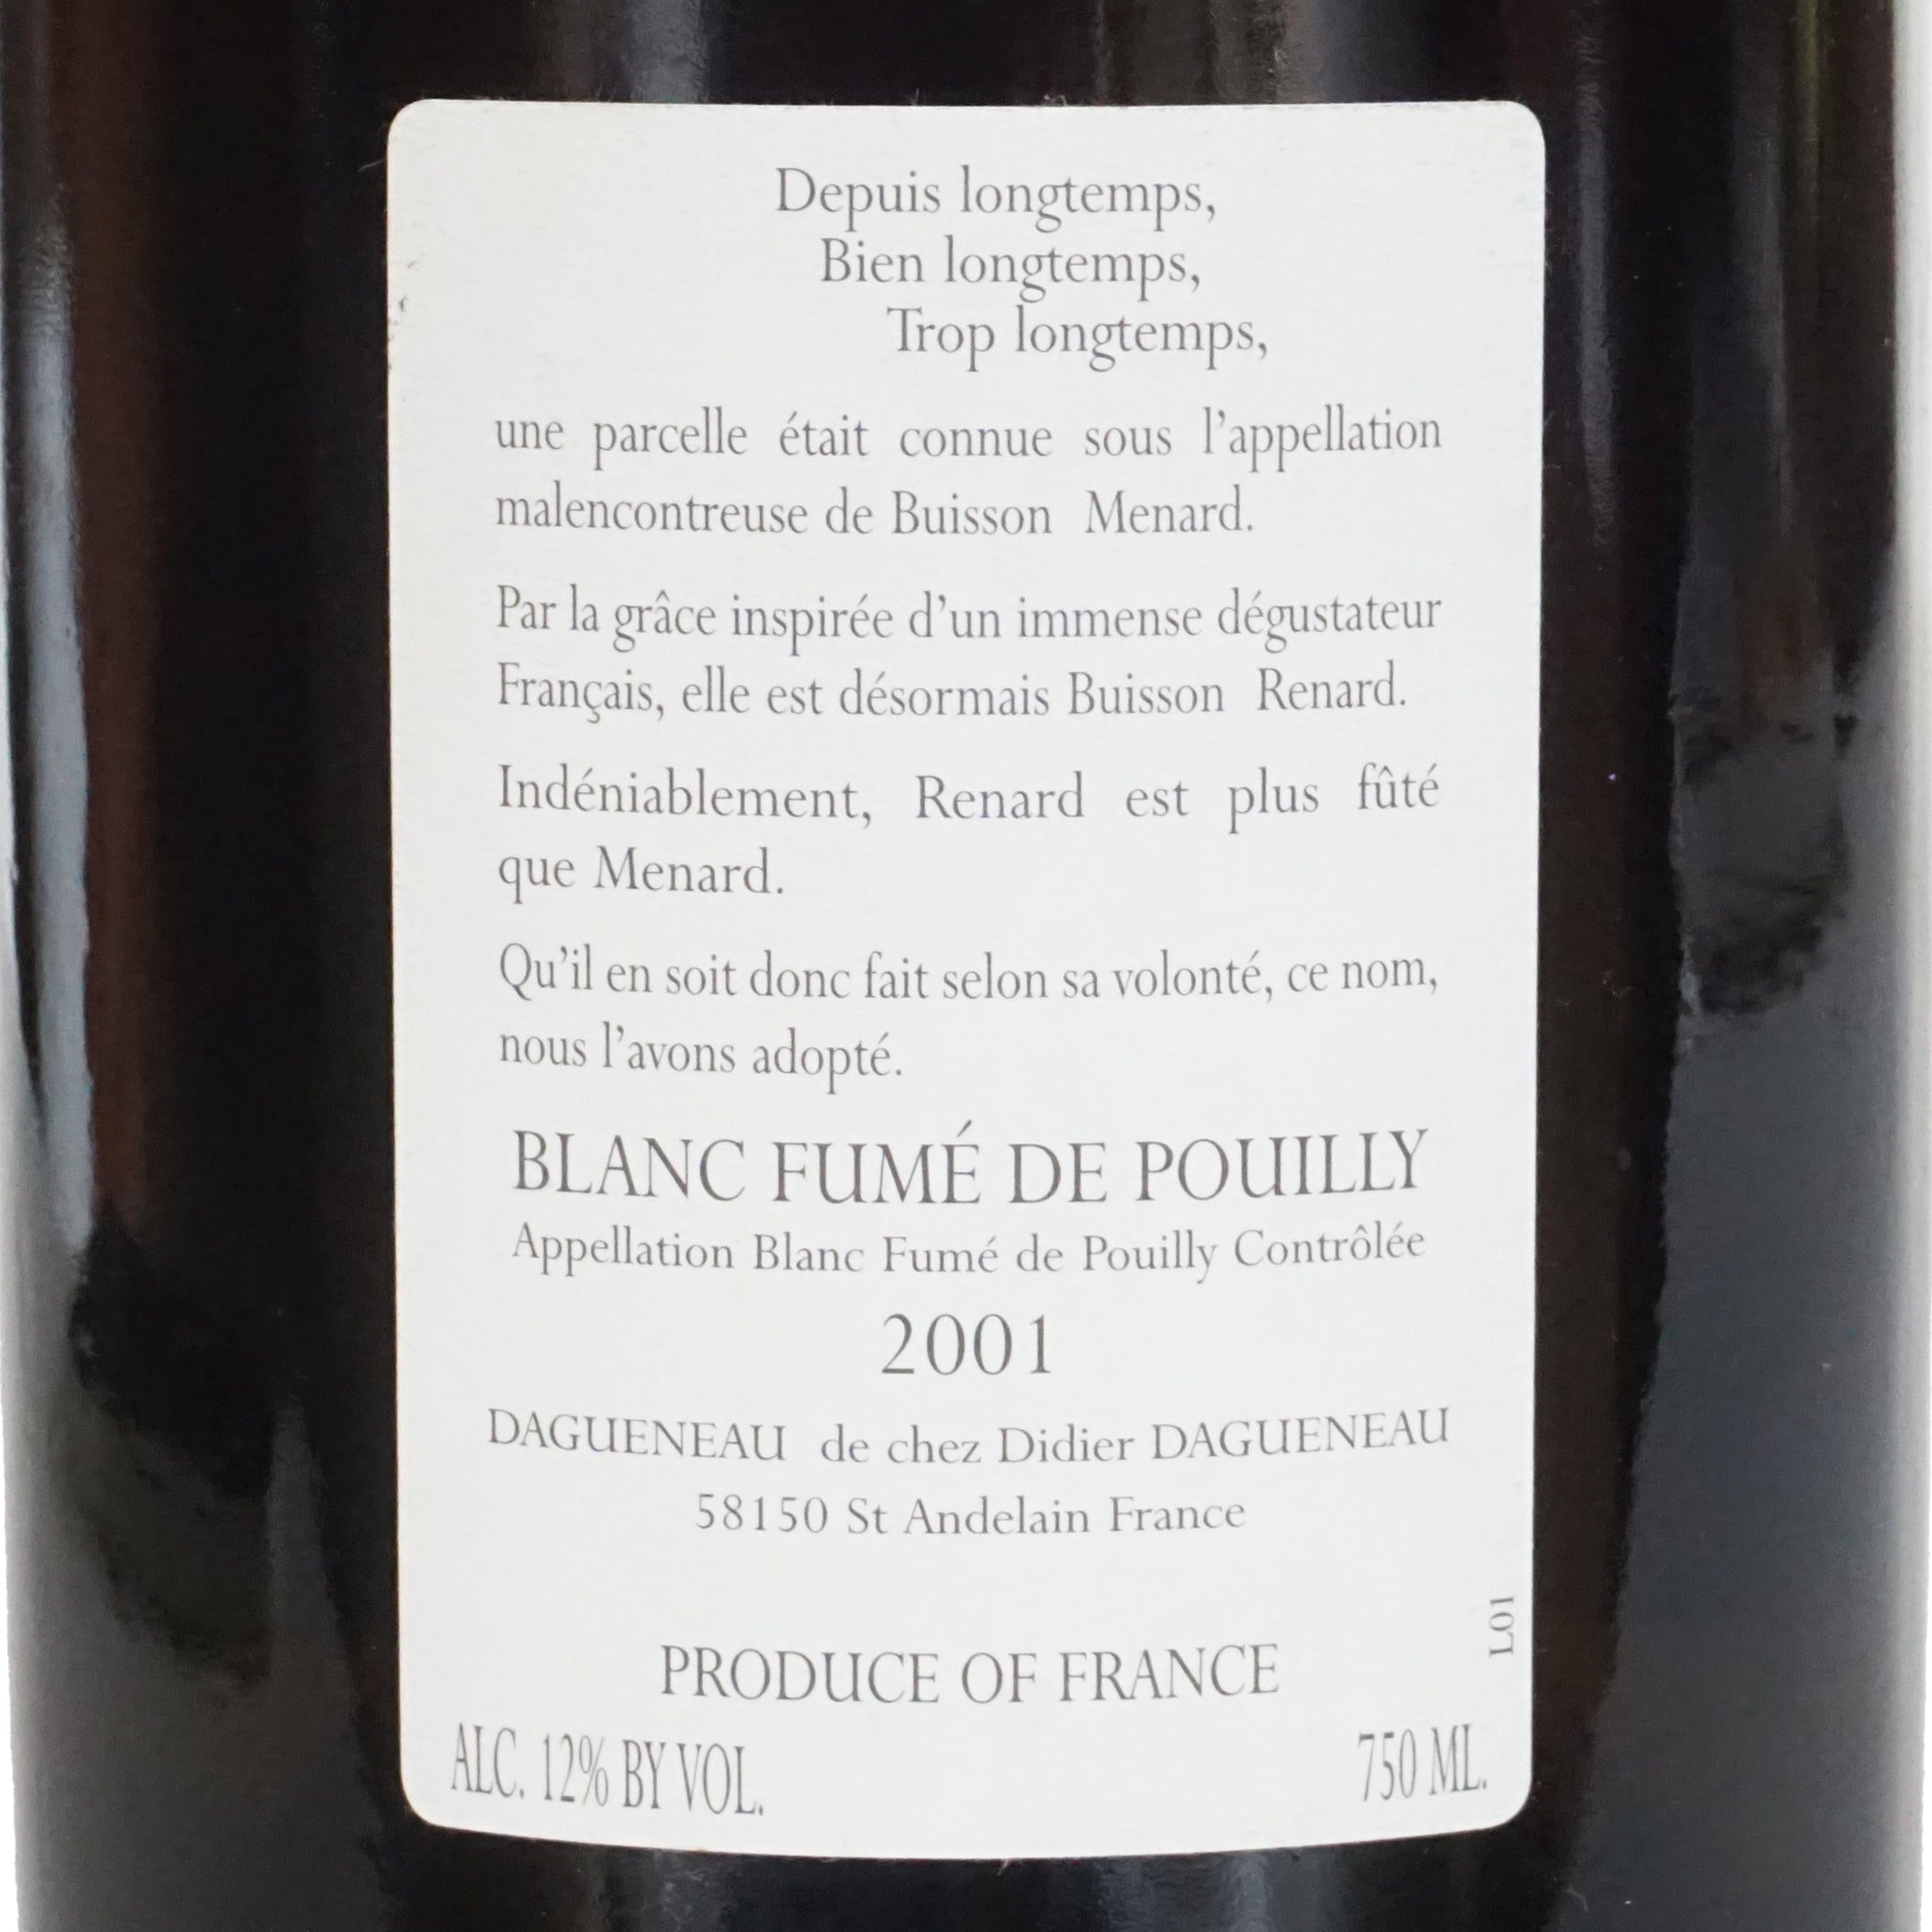 Depuis longtemps,
Bien longtemps,
Trop longtemps,
une parcelle était connue sous l'appellation
malencontreuse de Buisson Menard.
Par la grâce inspirée d'un immense dégustateur
Français, elle est désormais Buisson Renard.
Indéniablement, Renard est plus fûté
que Menard.
Qu'il en soit donc fait selon sa volonté, ce nom,
nous l'avons adopté.
BLANC FUMÉ DE POUILLY
Appellation Blanc Fumé de Pouilly Contrôlée
2001
DAGUENEAU de chez Didier DAGUENEAU
58150 St Andelain France
L01
PRODUCE OF FRANCE
ALC. 12% BY VOL.
750 ML.